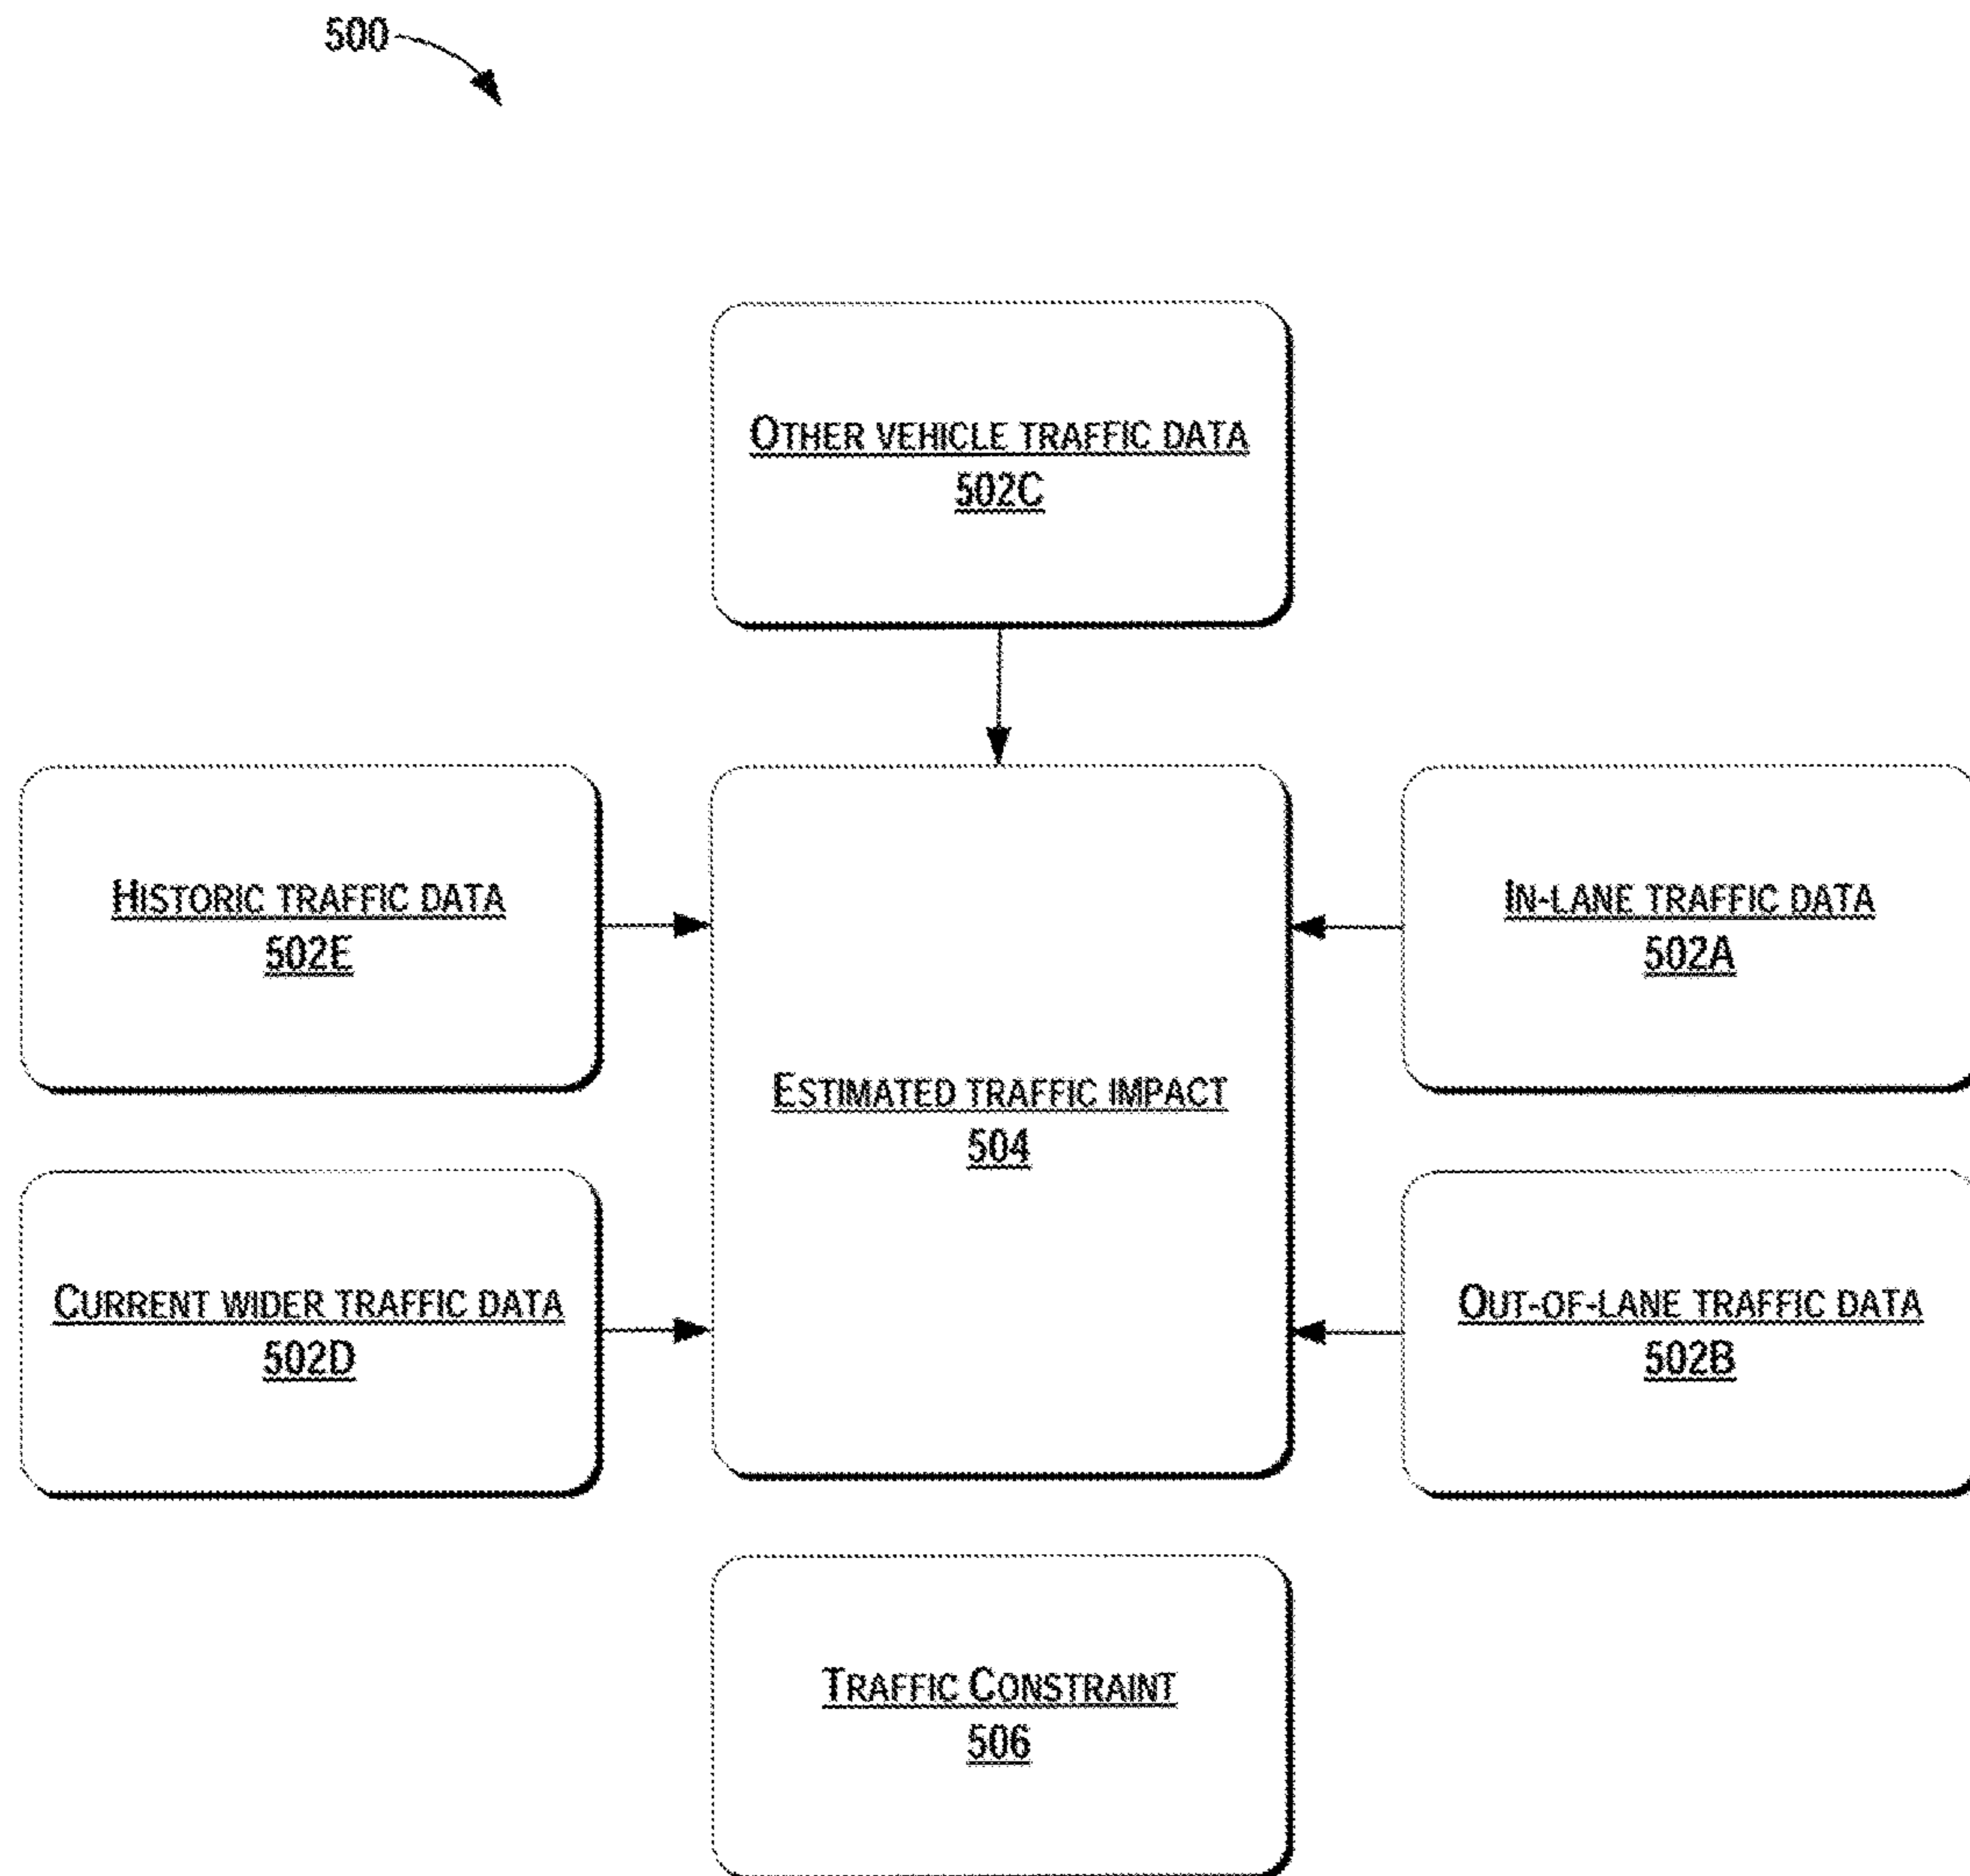 500
OTHER VEHICLE TRAFFIC DATA
502C
HISTORIC TRAFFIC DATA
502E
IN-LANE TRAFFIC DATA
502A
ESTIMATED TRAFFIC IMPACT
504
CURRENT WIDER TRAFFIC DATA
502D
OUT-OF-LANE TRAFFIC DATA
502B
TRAFFIC CONSTRAINT
506